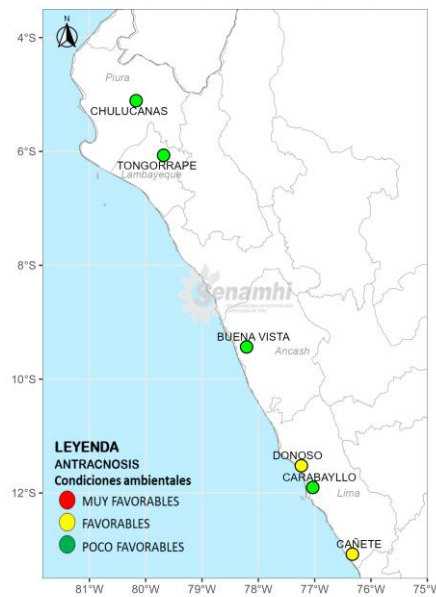 N
4°S
Piura
CHULUCANAS
6°S
TONGORRAPE
Lambayeque
8°S
Senamhi
BUENA VISTA
Ancash
10°S
LEYENDA
ANTRACNOSIS
Condiciones ambientales
MUY FAVORABLES
FAVORABLES
POCO FAVORABLES
DONOSO
CARABAYLLO
Lima
12°S
CAÑETE
81°W 80°W 79°W 78°W 77°W 76°W 75°W